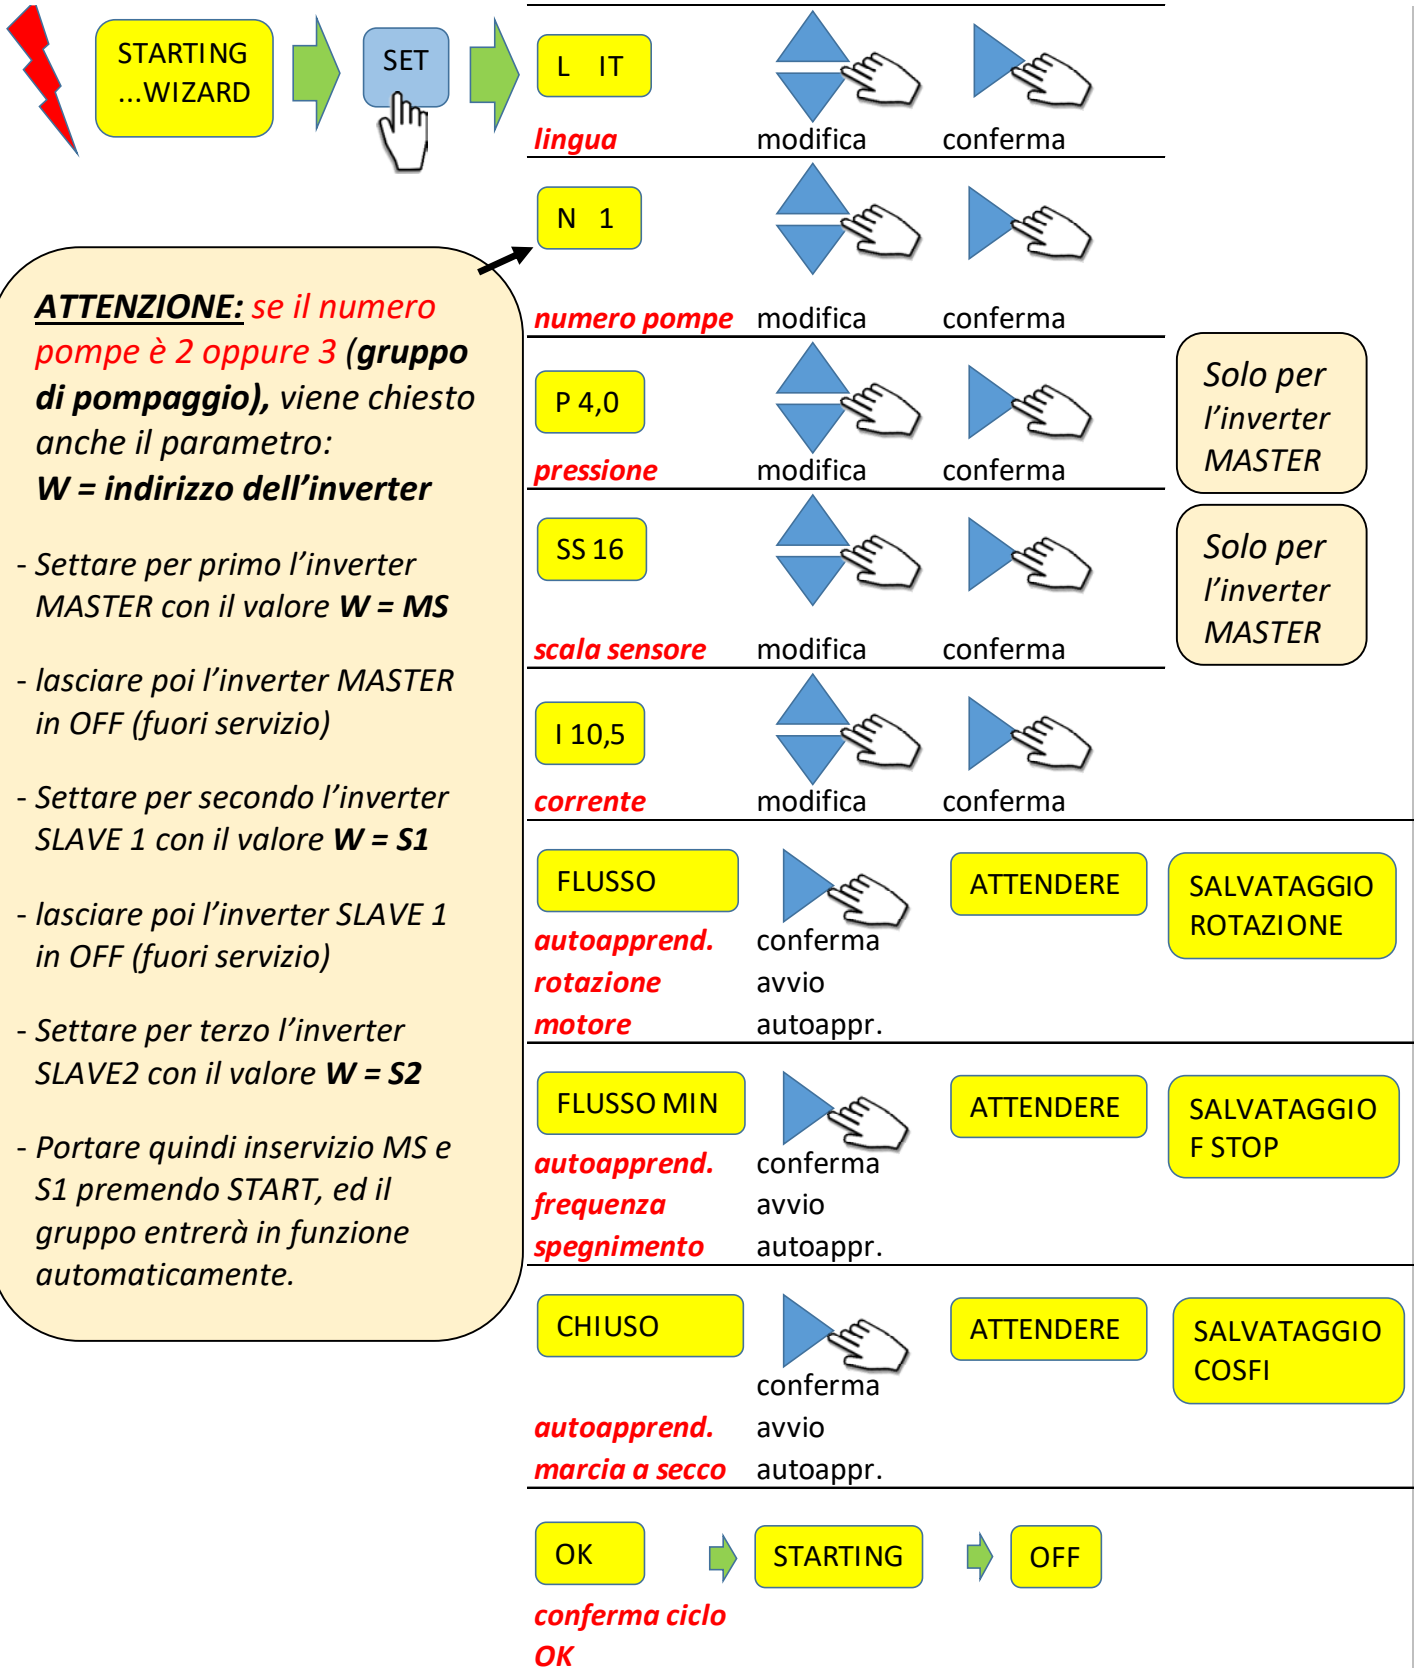 STARTING
...WIZARD
SET
L IT
lingua
modifica
conferma
N 1
numero pompe
modifica
conferma
ATTENZIONE: se il numero
pompe è 2 oppure 3 (gruppo
di pompaggio), viene chiesto
anche il parametro:
W = indirizzo dell’inverter
- Settare per primo l’inverter
MASTER con il valore W = MS
- lasciare poi l’inverter MASTER
in OFF (fuori servizio)
- Settare per secondo l’inverter
SLAVE 1 con il valore W = S1
- lasciare poi l’inverter SLAVE 1
in OFF (fuori servizio)
- Settare per terzo l’inverter
SLAVE2 con il valore W = S2
- Portare quindi inservizio MS e
S1 premendo START, ed il
gruppo entrerà in funzione
automaticamente.
P 4,0
pressione
modifica
conferma
Solo per
l’inverter
MASTER
SS 16
scala sensore
modifica
conferma
Solo per
l’inverter
MASTER
I 10,5
corrente
modifica
conferma
FLUSSO
autoapprend.
rotazione
motore
conferma
avvio
autoappr.
ATTENDERE
SALVATAGGIO
ROTAZIONE
FLUSSO MIN
autoapprend.
frequenza
spegnimento
conferma
avvio
autoappr.
ATTENDERE
SALVATAGGIO
F STOP
CHIUSO
autoapprend.
marcia a secco
conferma
avvio
autoappr.
ATTENDERE
SALVATAGGIO
COSFI
OK
conferma ciclo
OK
STARTING
OFF